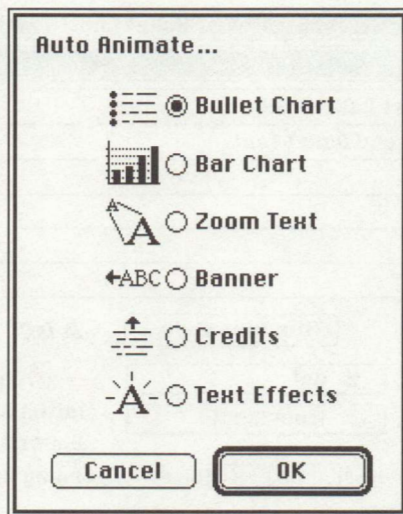 Auto Animate...
Bullet Chart
Bar Chart
A
A
Zoom Text
ABC
Banner
Credits
A
Text Effects
Cancel
OK